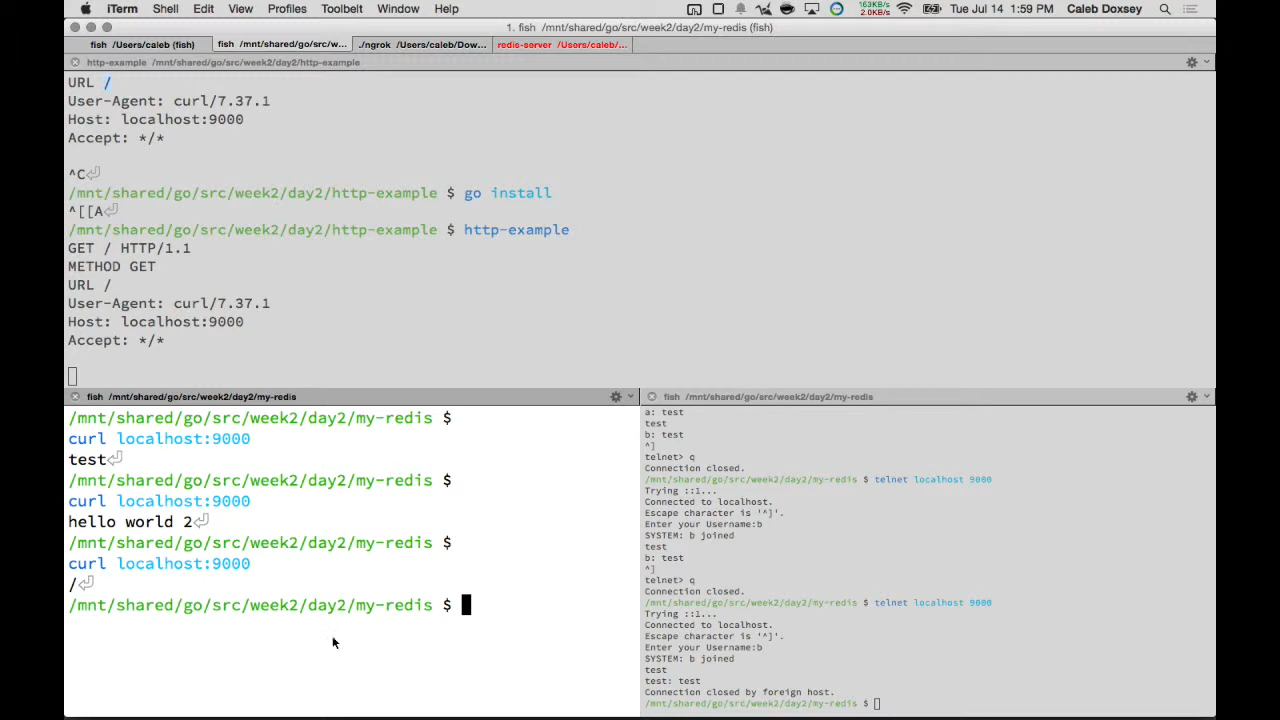 iTerm Shell Edit View Profiles Toolbelt Window Help 163KB/s 2.0KB/s Tue Jul 14 1:59 PM Caleb Doxsey
1. fish /mnt/shared/go/src/week2/day2/my-redis (fish)
fish /Users/caleb (fish) fish /mnt/shared/go/src/w... ./ngrok /Users/caleb/Dow... redis-server /Users/caleb/...
http-example /mnt/shared/go/src/week2/day2/http-example
URL /
User-Agent: curl/7.37.1
Host: localhost:9000
Accept: */*
^C⏎
/mnt/shared/go/src/week2/day2/http-example $ go install
^[[A⏎
/mnt/shared/go/src/week2/day2/http-example $ http-example
GET / HTTP/1.1
METHOD GET
URL /
User-Agent: curl/7.37.1
Host: localhost:9000
Accept: */*
fish /mnt/shared/go/src/week2/day2/my-redis
/mnt/shared/go/src/week2/day2/my-redis $
curl localhost:9000
test⏎
/mnt/shared/go/src/week2/day2/my-redis $
curl localhost:9000
hello world 2⏎
/mnt/shared/go/src/week2/day2/my-redis $
curl localhost:9000
/⏎
/mnt/shared/go/src/week2/day2/my-redis $
fish /mnt/shared/go/src/week2/day2/my-redis
a: test
test
b: test
^]
telnet> q
Connection closed.
/mnt/shared/go/src/week2/day2/my-redis $ telnet localhost 9000
Trying ::1...
Connected to localhost.
Escape character is '^]'.
Enter your Username:b
SYSTEM: b joined
test
b: test
^]
telnet> q
Connection closed.
/mnt/shared/go/src/week2/day2/my-redis $ telnet localhost 9000
Trying ::1...
Connected to localhost.
Escape character is '^]'.
Enter your Username:b
SYSTEM: b joined
test
test: test
Connection closed by foreign host.
/mnt/shared/go/src/week2/day2/my-redis $